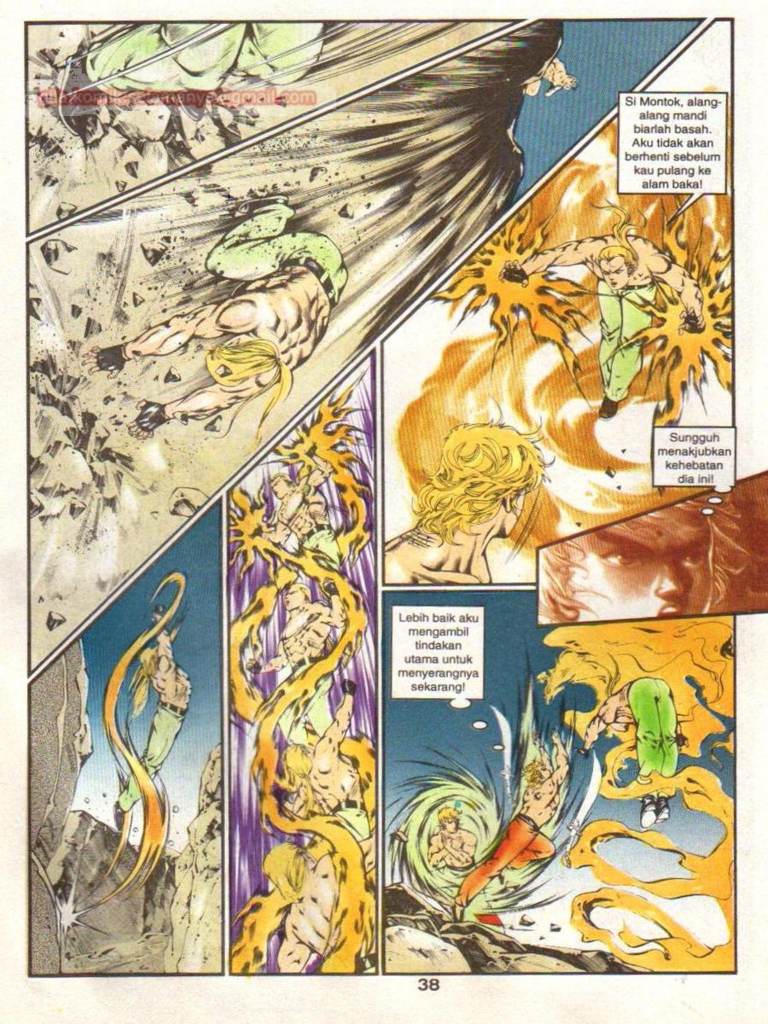 Si Montok, alang-
alang mandi
biarlah basah.
Aku tidak akan
berhenti sebelum
kau pulang ke
alam baka!
Sungguh
menakjubkan
kehebatan
dia ini!
Lebih baik aku
mengambil
tindakan
utama untuk
menyerangnya
sekarang!
38